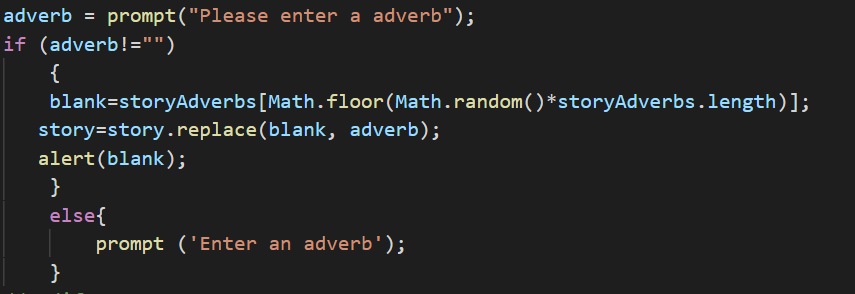 adverb = prompt("Please enter a adverb");
if (adverb!="")
{
blank=storyAdverbs[Math.floor(Math.random()*storyAdverbs.length)];
story=story.replace(blank, adverb);
alert(blank);
}
else{
prompt ('Enter an adverb');
}